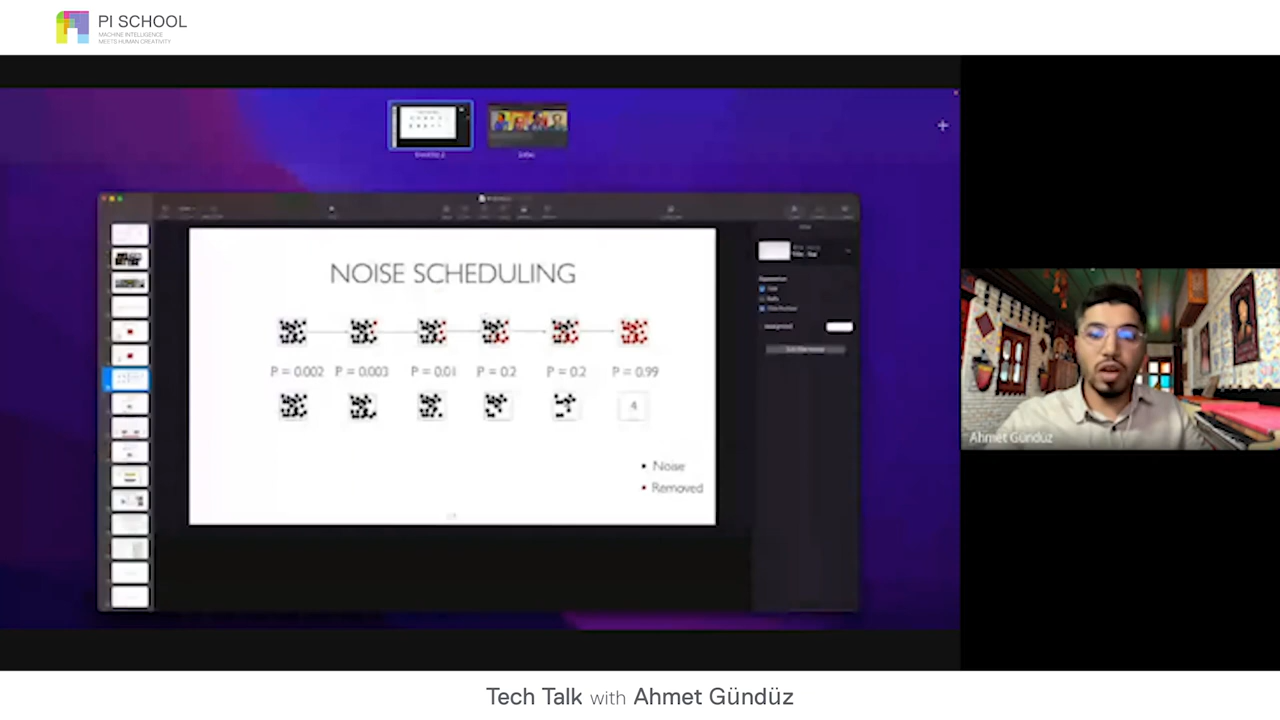 PI SCHOOL
MACHINE INTELLIGENCE
MEETS HUMAN CREATIVITY
NOISE SCHEDULING
P = 0.002 P = 0.003 P = 0.01 P = 0.2 P = 0.2 P = 0.99
4
• Noise
• Removed
Ahmet Gündüz
Tech Talk with Ahmet Gündüz